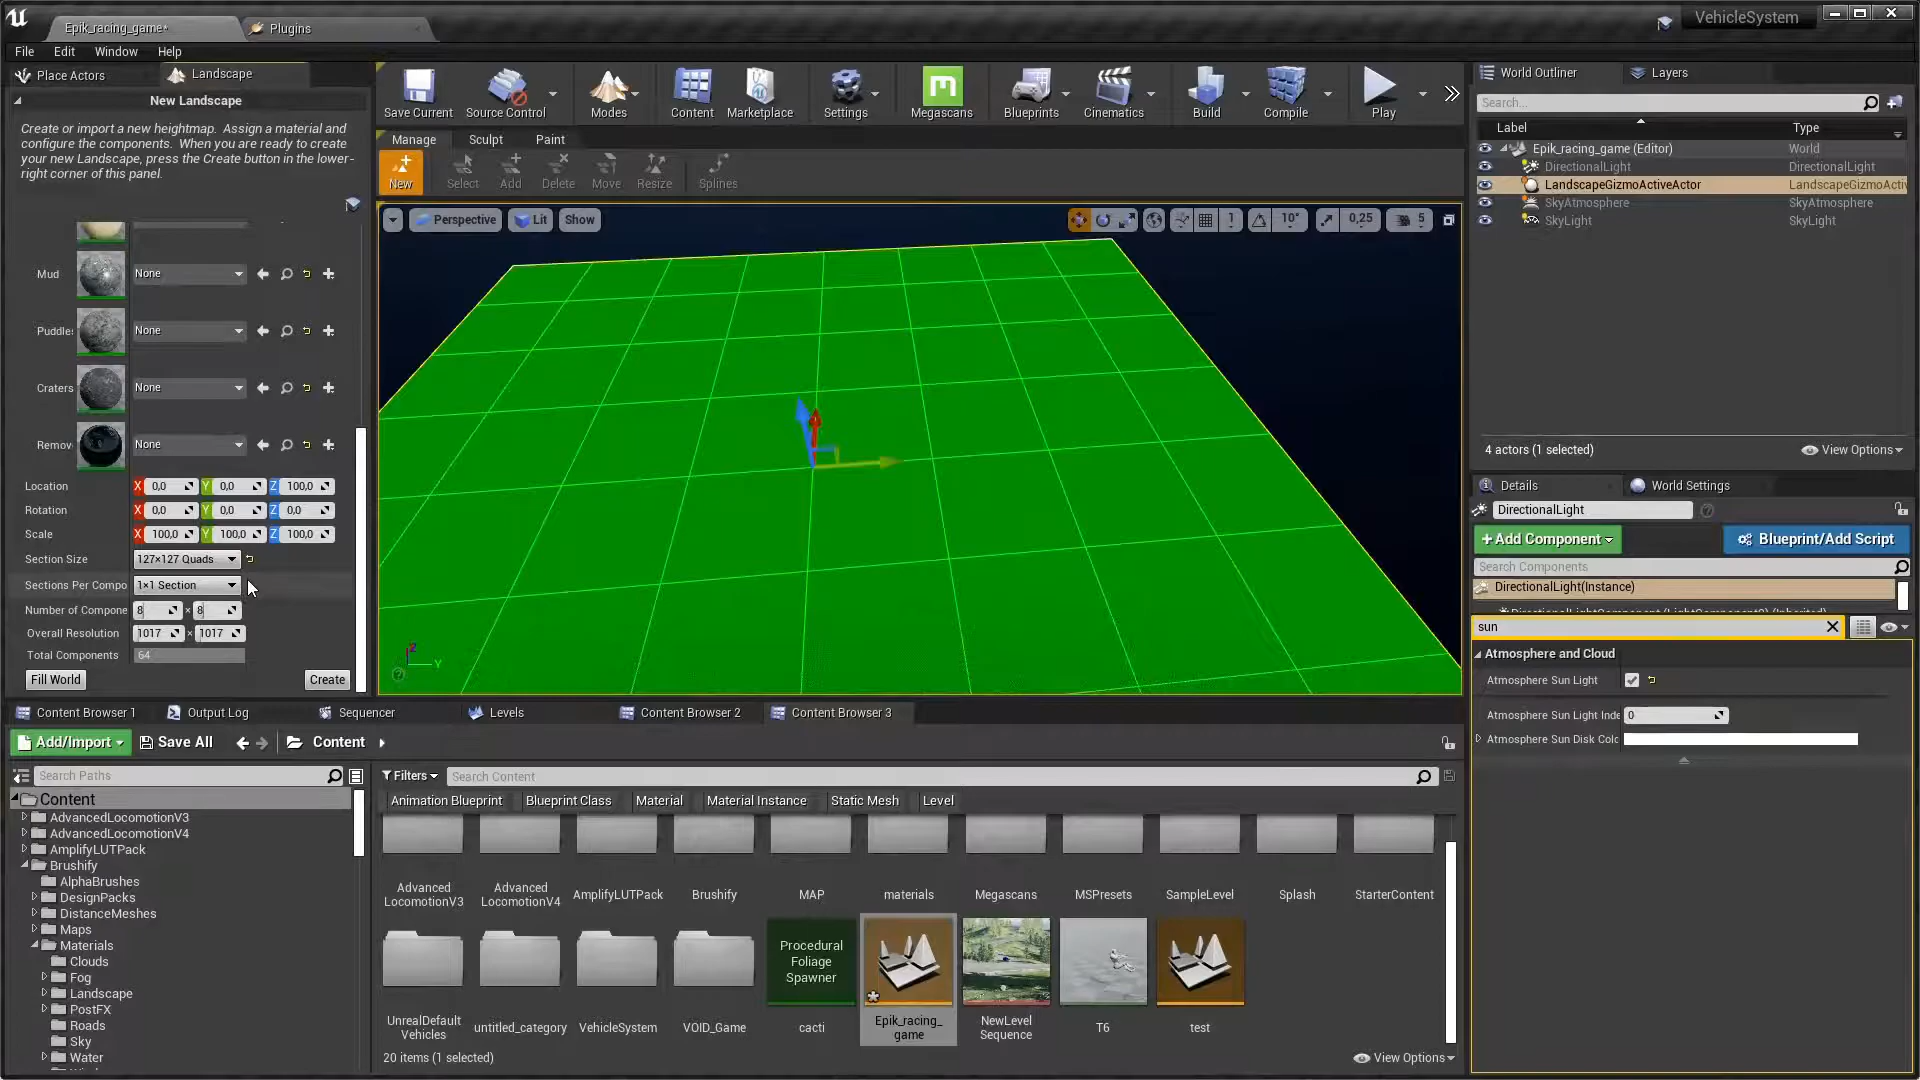 Epik_racing_game*
Plugins
VehicleSystem
File
Edit
Window
Help
Place Actors
Landscape
New Landscape
Create or import a new heightmap.  Assign a material and
configure the components.  When you are ready to create
your new Landscape, press the Create button in the lower-
right corner of this panel.
Mud
None
Puddle
None
Craters
None
Remov
None
Location
X 0,0
Y 0,0
Z 100,0
Rotation
X 0,0
Y 0,0
Z 0,0
Scale
X 100,0
Y 100,0
Z 100,0
Section Size
127×127 Quads
Sections Per Compo
1×1 Section
Number of Compone
8 × 8
Overall Resolution
1017 × 1017
Total Components
64
Fill World
Create
Save Current
Source Control
Modes
Content
Marketplace
Settings
Megascans
Blueprints
Cinematics
Build
Compile
Play
Manage
Sculpt
Paint
New
Select
Add
Delete
Move
Resize
Splines
Perspective
Lit
Show
1
10°
0,25
5
Z
Y
World Outliner
Layers
Search...
Label
Type
Epik_racing_game (Editor)
World
DirectionalLight
DirectionalLight
LandscapeGizmoActiveActor
LandscapeGizmoActiv
SkyAtmosphere
SkyAtmosphere
SkyLight
SkyLight
4 actors (1 selected)
View Options
Details
World Settings
DirectionalLight
+Add Component
Blueprint/Add Script
Search Components
DirectionalLight(Instance)
DirectionalLightComponent (LightComponent0) (Inherited)
sun
Atmosphere and Cloud
Atmosphere Sun Light
Atmosphere Sun Light Inde
0
Atmosphere Sun Disk Colo
Content Browser 1
Output Log
Sequencer
Levels
Content Browser 2
Content Browser 3
Add/Import
Save All
Content
Search Paths
Filters
Search Content
Content
AdvancedLocomotionV3
AdvancedLocomotionV4
AmplifyLUTPack
Brushify
AlphaBrushes
DesignPacks
DistanceMeshes
Maps
Materials
Clouds
Fog
Landscape
PostFX
Roads
Sky
Water
Animation Blueprint
Blueprint Class
Material
Material Instance
Static Mesh
Level
Advanced
LocomotionV3
Advanced
LocomotionV4
AmplifyLUTPack
Brushify
MAP
materials
Megascans
MSPresets
SampleLevel
Splash
StarterContent
Procedural
Foliage
Spawner
UnrealDefault
Vehicles
untitled_category
VehicleSystem
VOID_Game
cacti
Epik_racing_
game
NewLevel
Sequence
T6
test
20 items (1 selected)
View Options